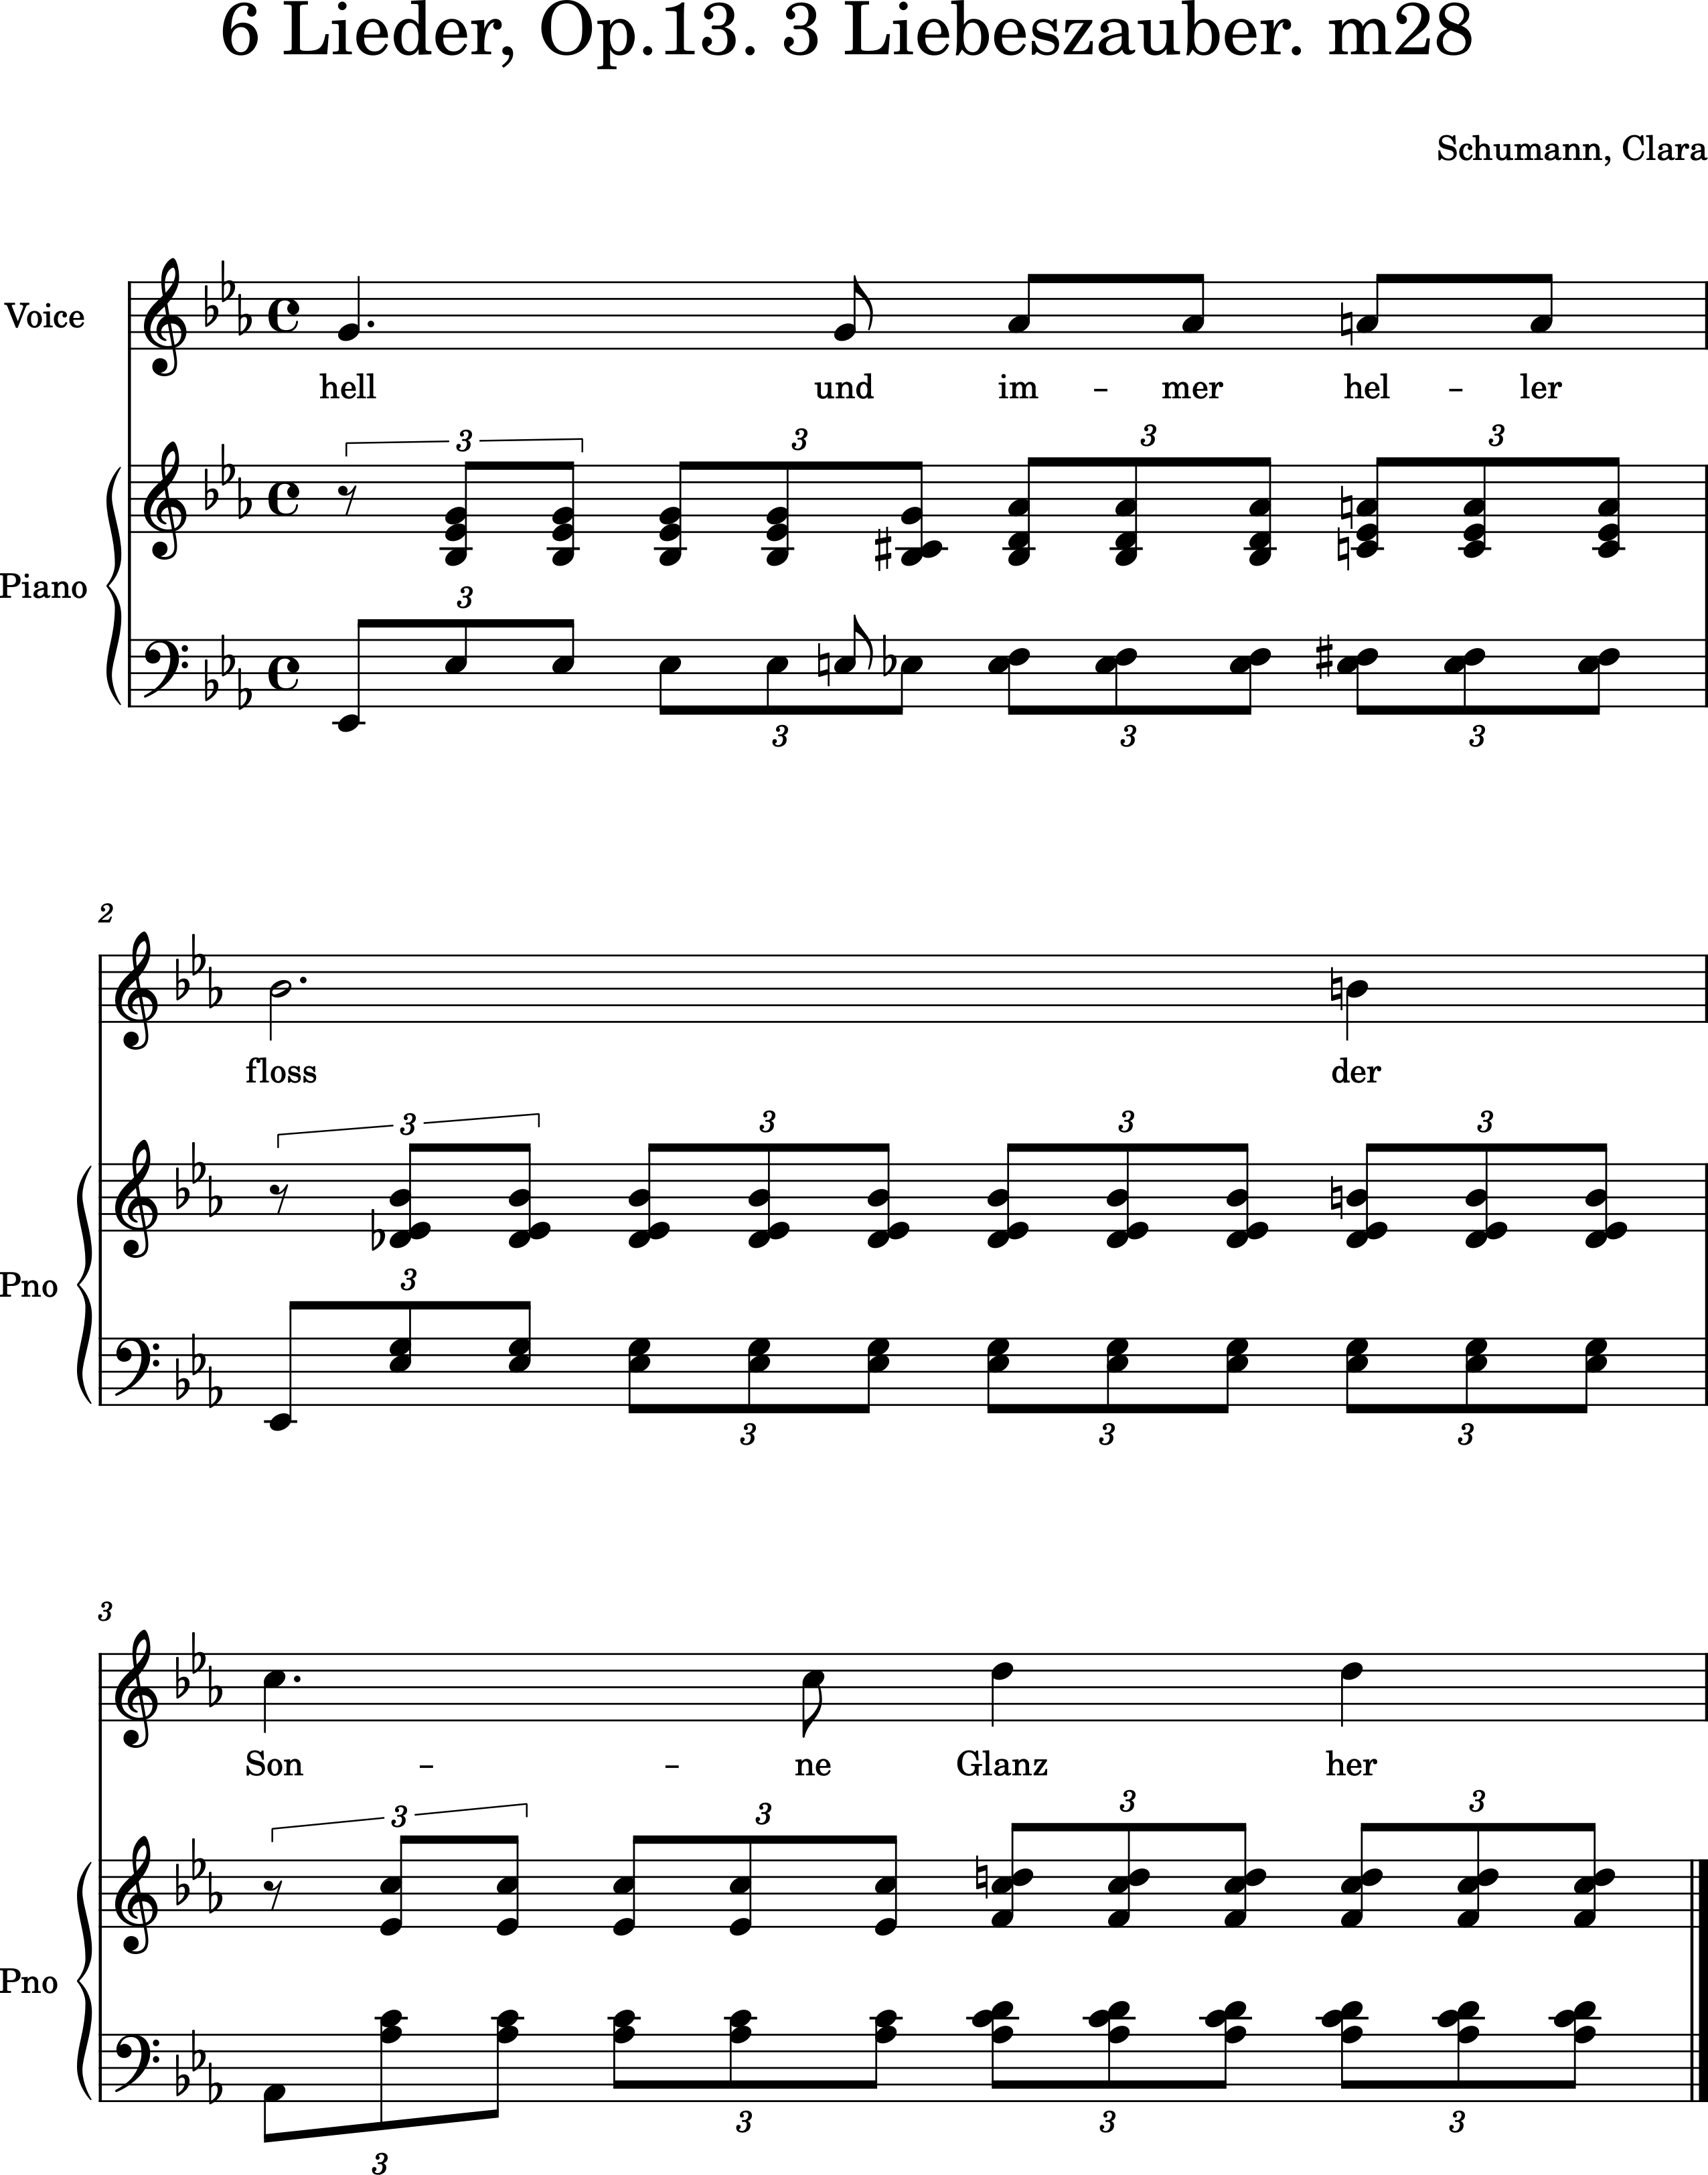 6 Lieder, Op.13. 3 Liebeszauber. m28
Schumann, Clara
Voice
hell und im – mer hel – ler
3 3 3 3
Piano
3
3 3 3
2
floss der
3 3 3 3
Pno
3
3 3 3
3
Son – – ne Glanz her
3 3 3 3
Pno
3 3 3 3